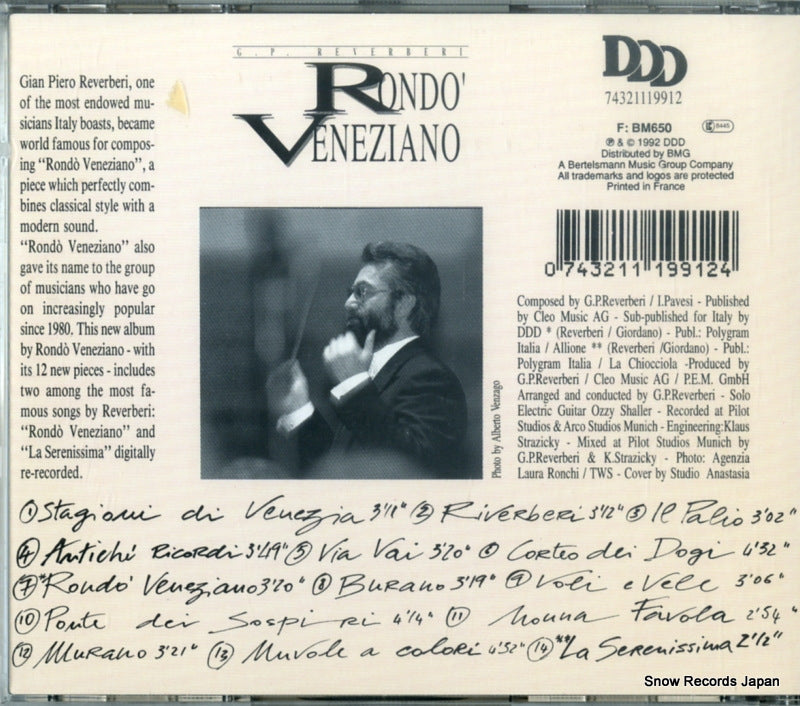 G.P. REVERBERI
RONDO'
VENEZIANO
Gian Piero Reverberi, one
of the most endowed mu-
sicians Italy boasts, became
world famous for compos-
ing "Rondò Veneziano", a
piece which perfectly com-
bines classical style with a
modern sound.
"Rondò Veneziano" also
gave its name to the group
of musicians who have go
on increasingly popular
since 1980. This new album
by Rondò Veneziano - with
its 12 new pieces - includes
two among the most fa-
mous songs by Reverberi:
"Rondò Veneziano" and
"La Serenissima" digitally
re-recorded.
DDD
74321119912
F: BM650
8445
℗ & © 1992 DDD
Distributed by BMG
A Bertelsmann Music Group Company
All trademarks and logos are protected
Printed in France
0 743211 199124
Composed by G.P.Reverberi / I.Pavesi - Published
by Cleo Music AG - Sub-published for Italy by
DDD * (Reverberi / Giordano) - Publ.: Polygram
Italia / Allione ** (Reverberi /Giordano) - Publ.:
Polygram Italia / La Chiocciola -Produced by
G.P.Reverberi / Cleo Music AG / P.E.M. GmbH
Arranged and conducted by G.P.Reverberi - Solo
Electric Guitar Ozzy Shaller - Recorded at Pilot
Studios & Arco Studios Munich - Engineering:Klaus
Strazicky - Mixed at Pilot Studios Munich by
G.P.Reverberi & K.Strazicky - Photo: Agenzia
Laura Ronchi / TWS - Cover by Studio Anastasia
Photo by Alberto Venzago
① Stagioni di Venezia 3'11" ② Riverberi 3'12" ③ Il Palio 3'02"
④ Antichi Ricordi 3'49" ⑤ Via Vai 3'20" ⑥ Corteo dei Dogi 4'32"
⑦ *Rondo' Veneziano 3'20" ⑧ Burano 3'19" ⑨ Voli e Vele 3'06"
⑩ Ponte dei Sospiri 4'14" ⑪ Nonna Favola 2'54"
⑫ Murano 3'21" ⑬ Nuvole a colori 4'52" ⑭ **La Serenissima 2'12"
Snow Records Japan